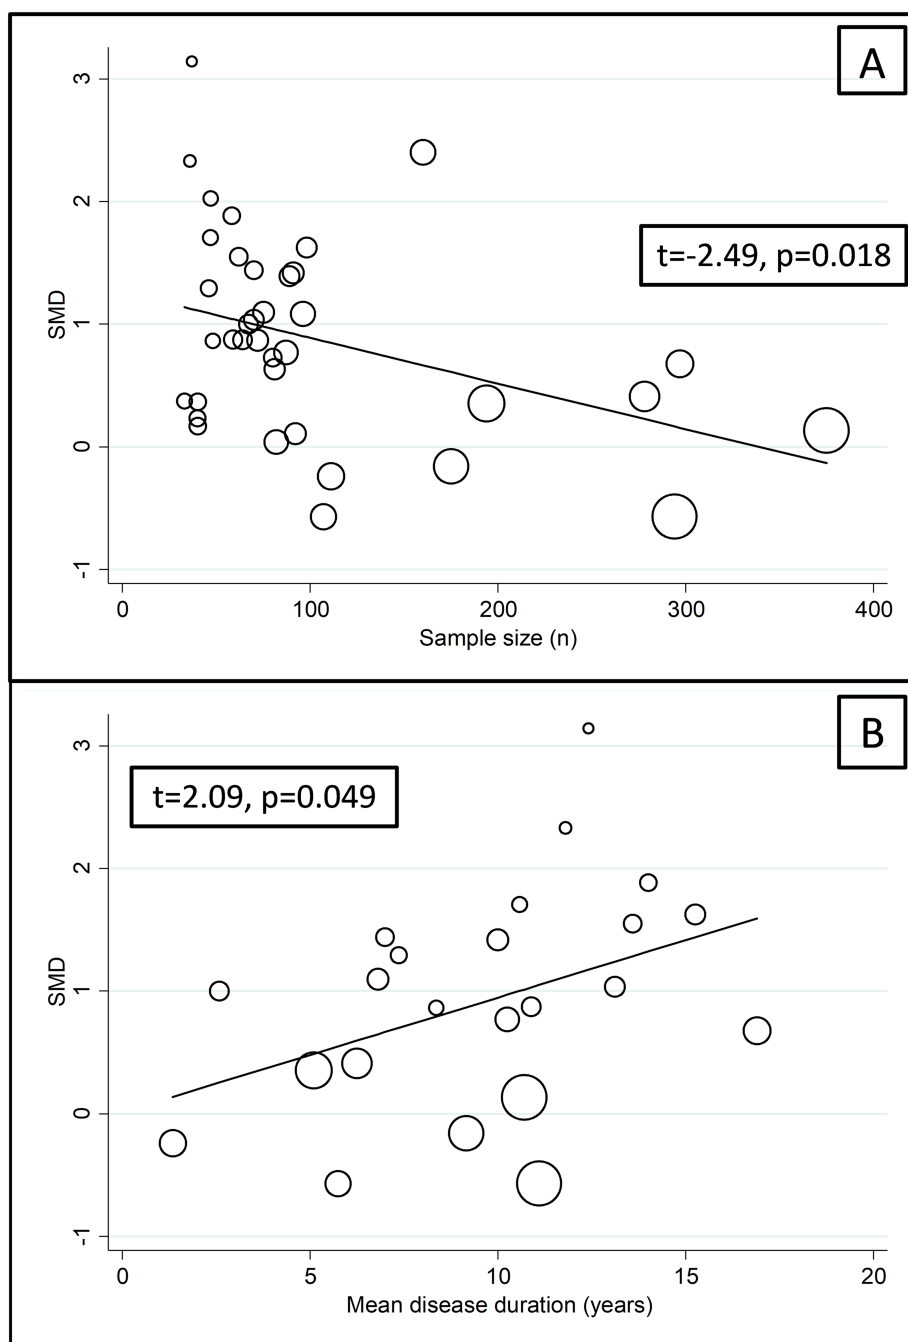 A
3
2
1
0
-1
SMD
t=-2.49, p=0.018
0 100 200 300 400
Sample size (n)
B
3
2
1
0
-1
SMD
t=2.09, p=0.049
0 5 10 15 20
Mean disease duration (years)